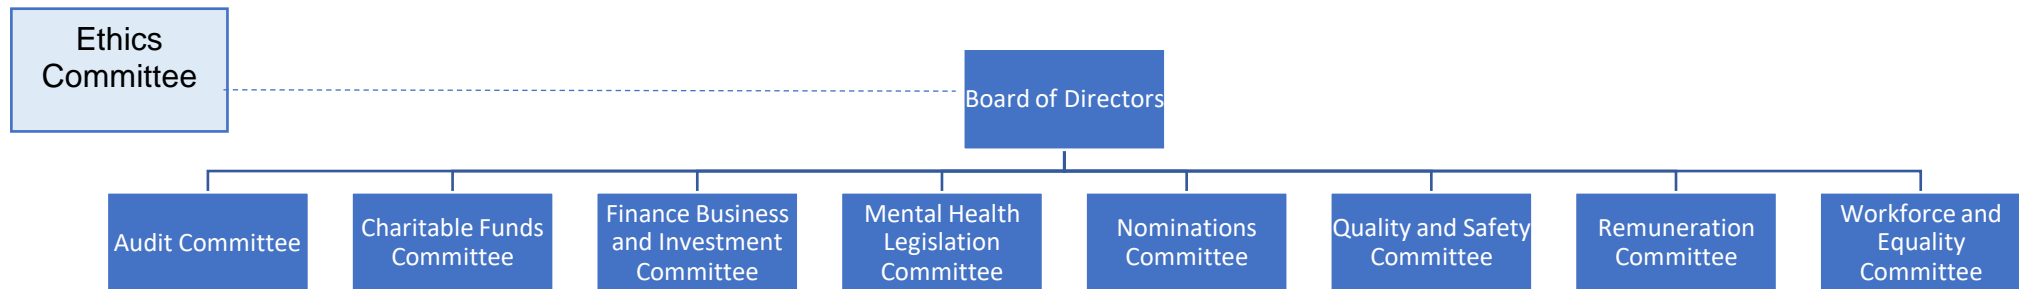 Ethics
Committee
Board of Directors
Audit Committee
Charitable Funds
Committee
Finance Business
and Investment
Committee
Mental Health
Legislation
Committee
Nominations
Committee
Quality and Safety
Committee
Remuneration
Committee
Workforce and
Equality
Committee